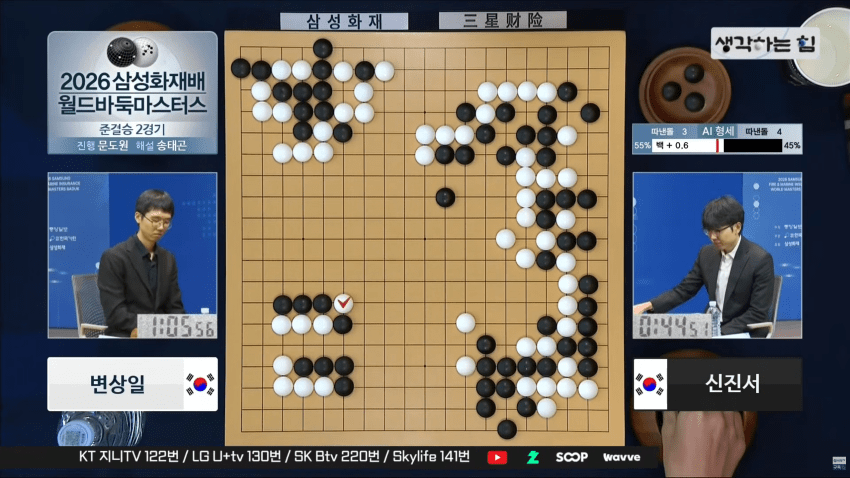 삼성화재
三星财险
생각하는 힘
2026 삼성화재배
월드바둑마스터스
준결승 2경기
진행 문도원 해설 송태곤
따낸돌 3 AI 형세 따낸돌 4
55% 백 + 0.6 45%
1:05 56
0:44 51
변상일
신진서
KT 지니TV 122번 / LG U+tv 130번 / SK Btv 220번 / Skylife 141번
SOOP
wavve